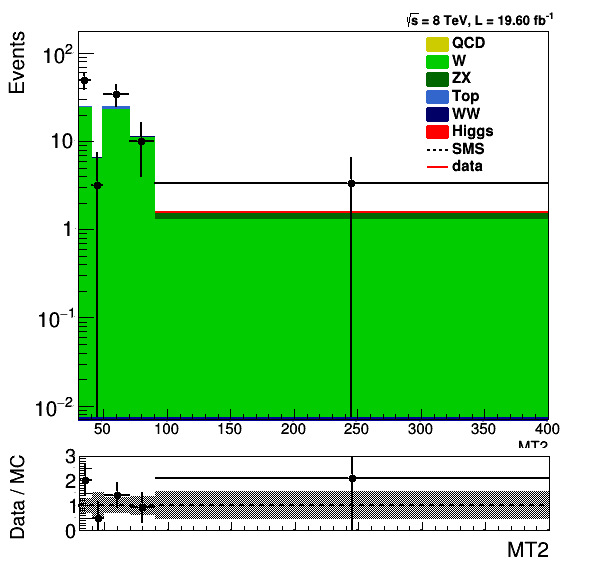 √s = 8 TeV, L = 19.60 fb⁻¹
Events
QCD
W
ZX
Top
WW
Higgs
SMS
data
10²
10
1
10⁻¹
10⁻²
50 100 150 200 250 300 350 400
MT2
Data / MC
3
2
1
0
MT2